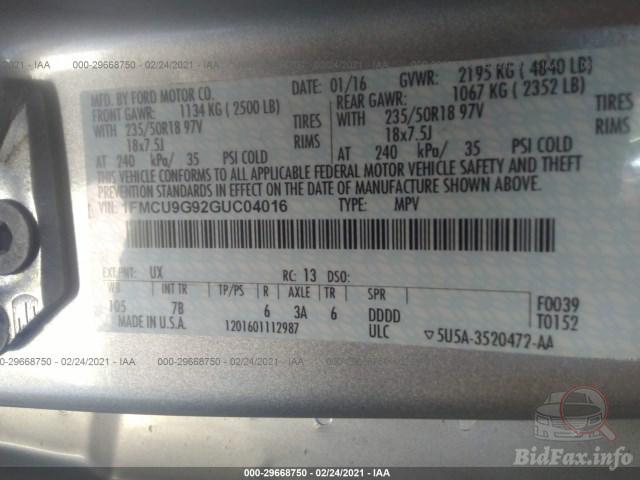 000-29668750 - 02/24/2021 - IAA
MFD. BY FORD MOTOR CO.
DATE: 01/16
GVWR: 2195 KG ( 4840 LB)
FRONT GAWR: 1134 KG ( 2500 LB)
REAR GAWR: 1067 KG ( 2352 LB)
WITH 235/50R18 97V TIRES
WITH 235/50R18 97V TIRES
18x7.5J RIMS
18x7.5J RIMS
AT 240 kPa/ 35 PSI COLD
AT 240 kPa/ 35 PSI COLD
THIS VEHICLE CONFORMS TO ALL APPLICABLE FEDERAL MOTOR VEHICLE SAFETY AND THEFT
PREVENTION STANDARDS IN EFFECT ON THE DATE OF MANUFACTURE SHOWN ABOVE.
VIN: 1FMCU9G92GUC04016
TYPE: MPV
EXT PNT: UX RC: 13 DSO:
WB INT TR TP/PS R AXLE TR SPR
105 7B 6 3A 6 DDDD F0039
MADE IN U.S.A. 1201601112987 ULC T0152
5U5A-3520472-AA
000-29668750 - 02/24/2021 - IAA
000-29668750 - 02/24/2021 - IAA
BidFax.info
000-29668750 - 02/24/2021 - IAA